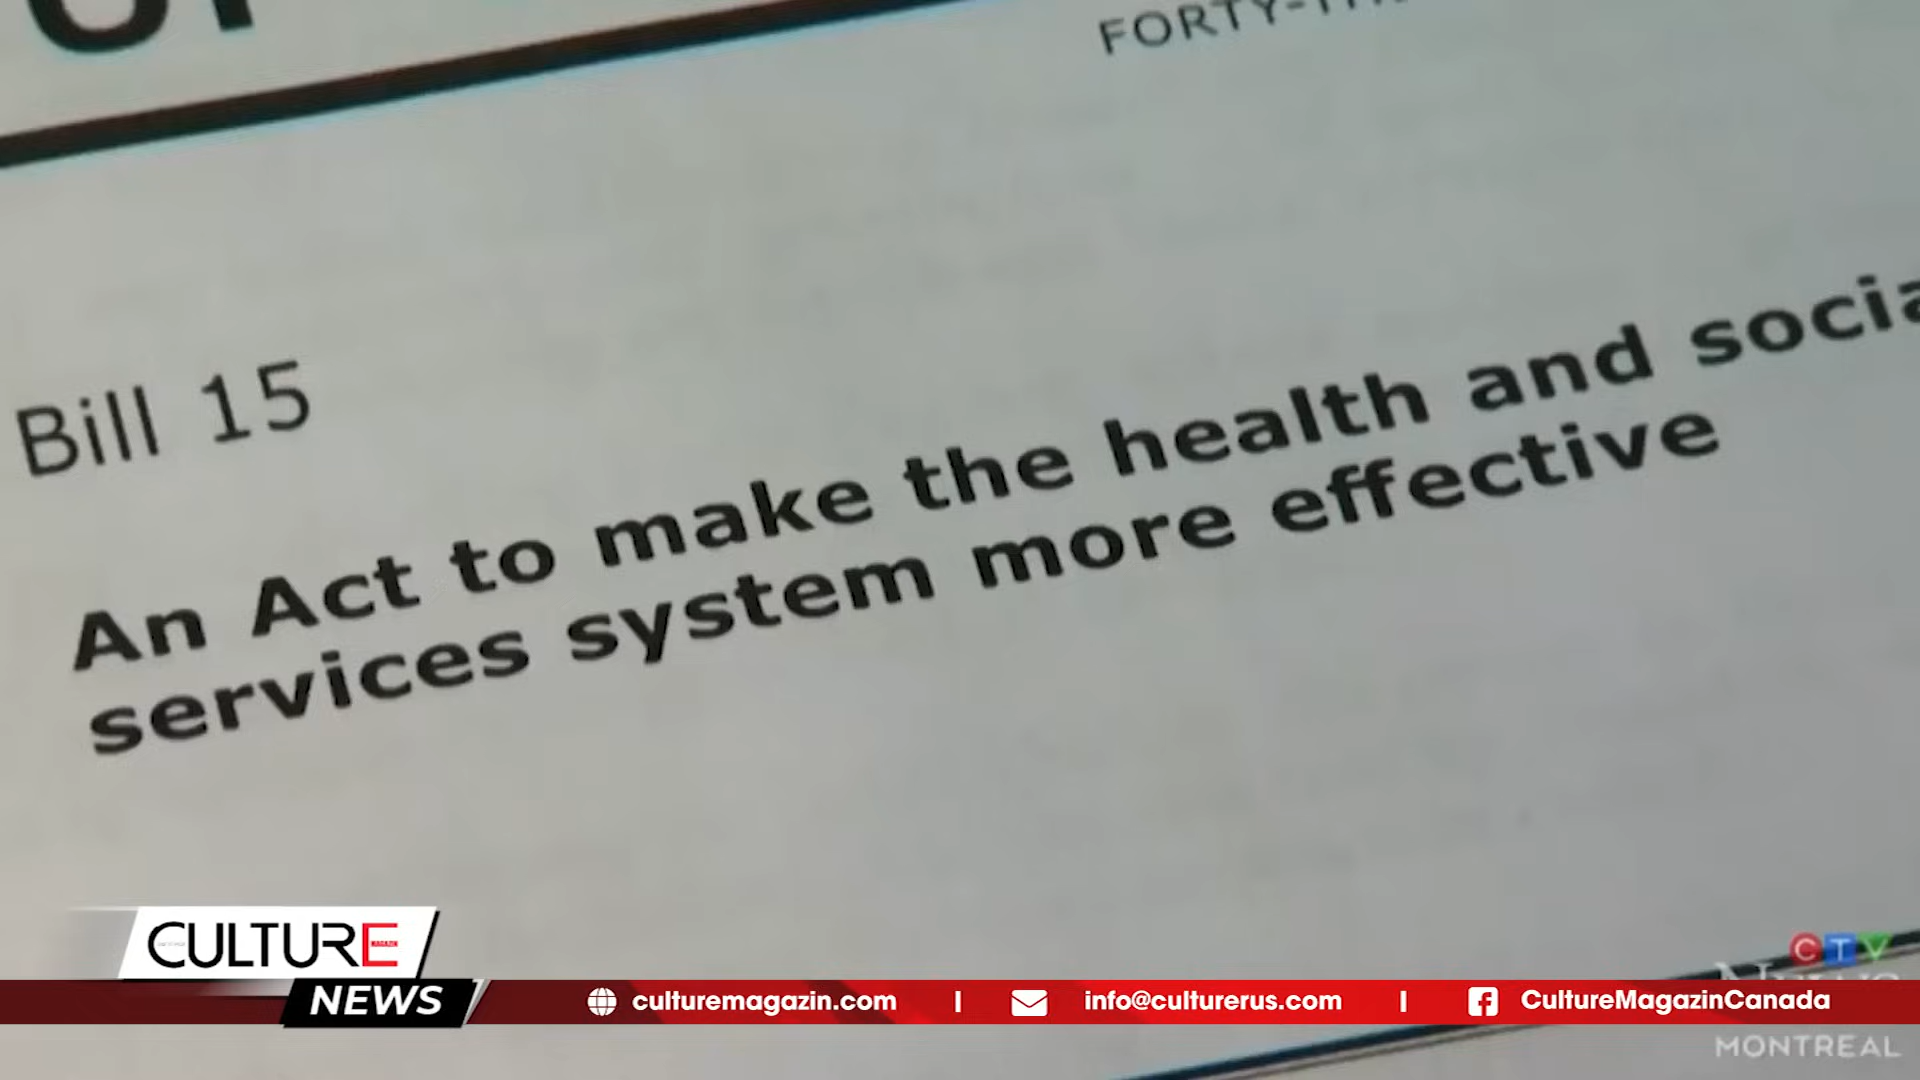 Bill 15
An Act to make the health and socia
services system more effective
CULTURE
MAGAZIN
NEWS
culturemagazin.com | info@culturerus.com | CultureMagazinCanada
CTV
MONTREAL